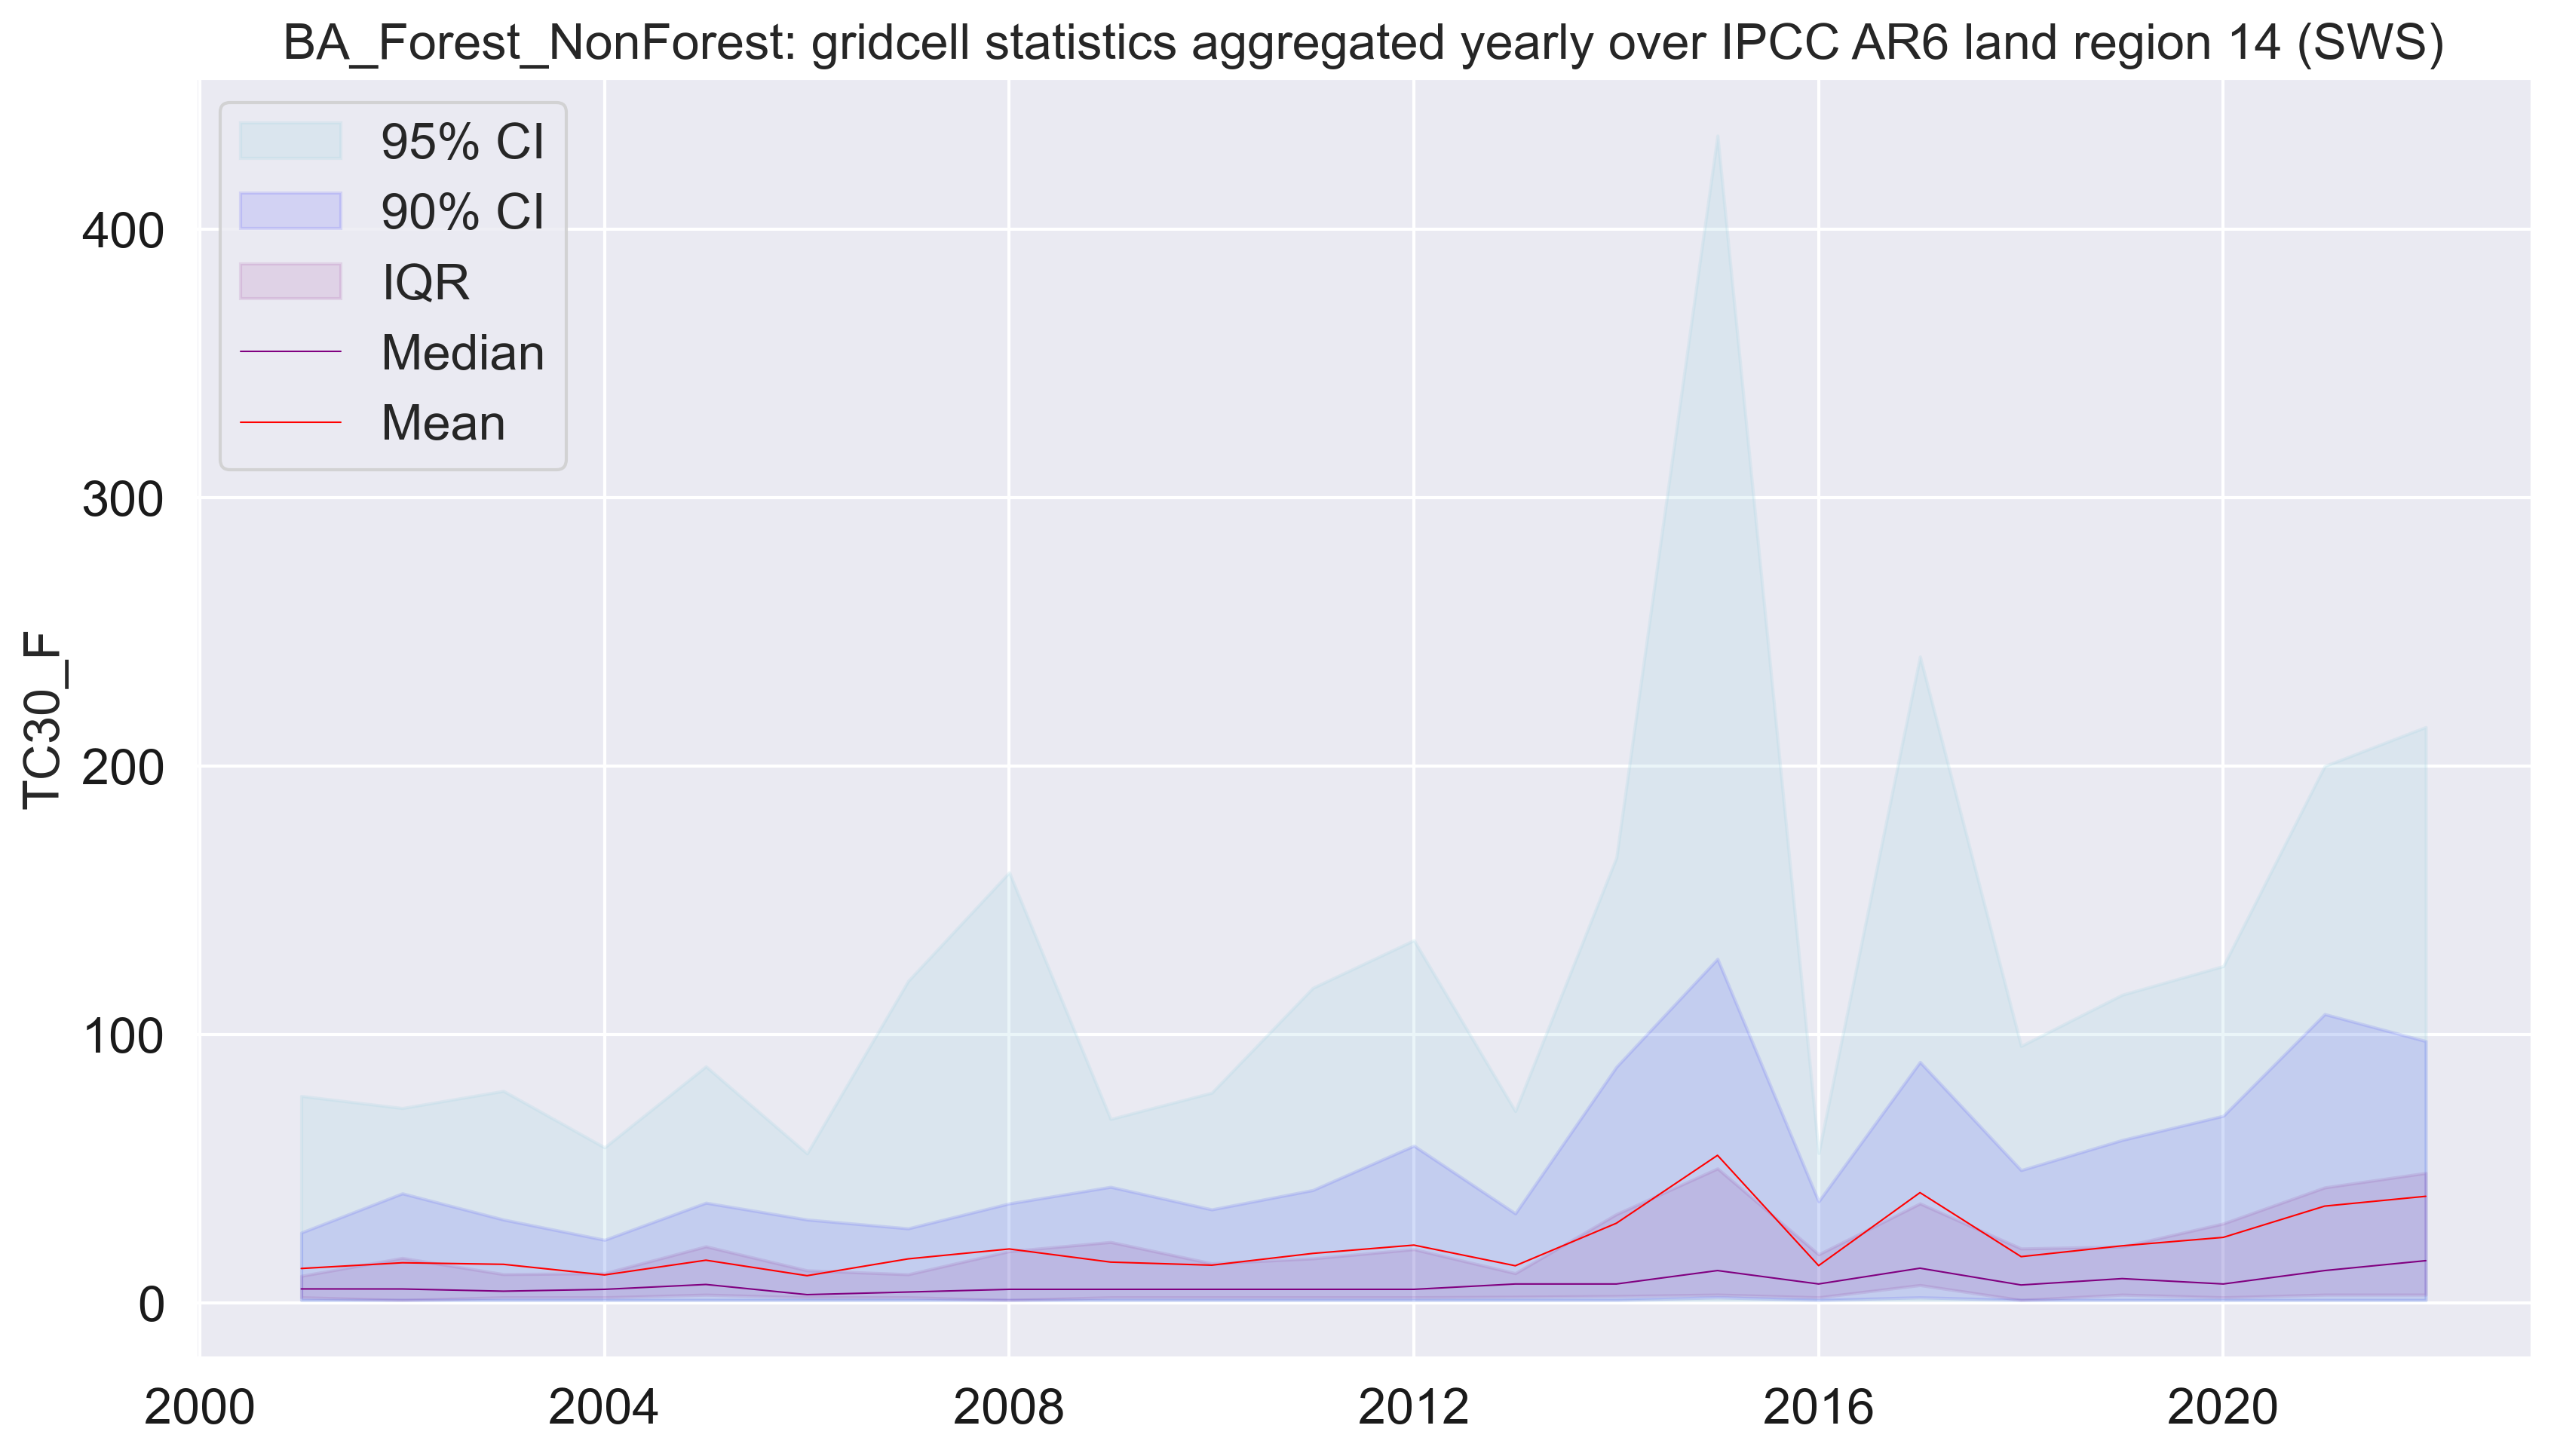 BA_Forest_NonForest: gridcell statistics aggregated yearly over IPCC AR6 land region 14 (SWS)
95% CI
90% CI
IQR
Median
Mean
TC30_F
400
300
200
100
0
2000 2004 2008 2012 2016 2020